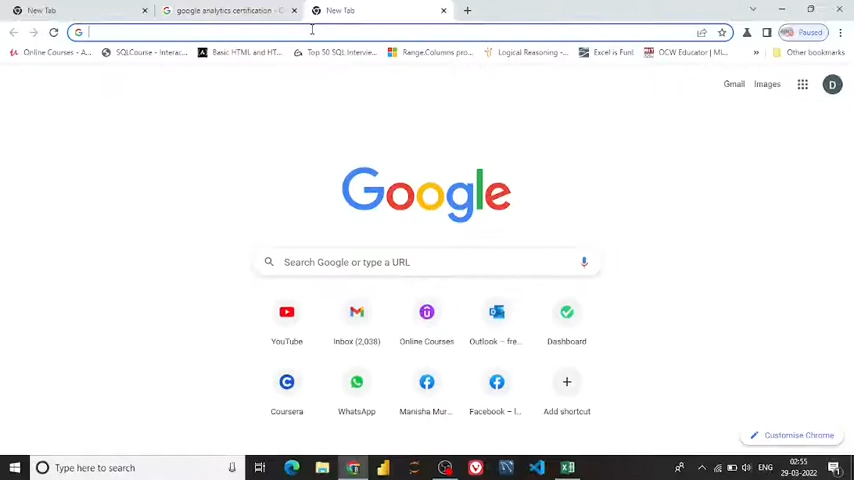 New Tab
google analytics certification - G
New Tab
Paused
Online Courses - A...
SQLCourse - Interac...
Basic HTML and HT...
Top 50 SQL Intervie...
Range.Columns pro...
Logical Reasoning -...
Excel is Fun!
OCW Educator | ML...
»
Other bookmarks
Gmail
Images
D
Google
Search Google or type a URL
YouTube
Inbox (2,038)
Online Courses
Outlook – fre...
Dashboard
Coursera
WhatsApp
Manisha Mur...
Facebook – l...
Add shortcut
Customise Chrome
Type here to search
ENG
02:55
29-03-2022